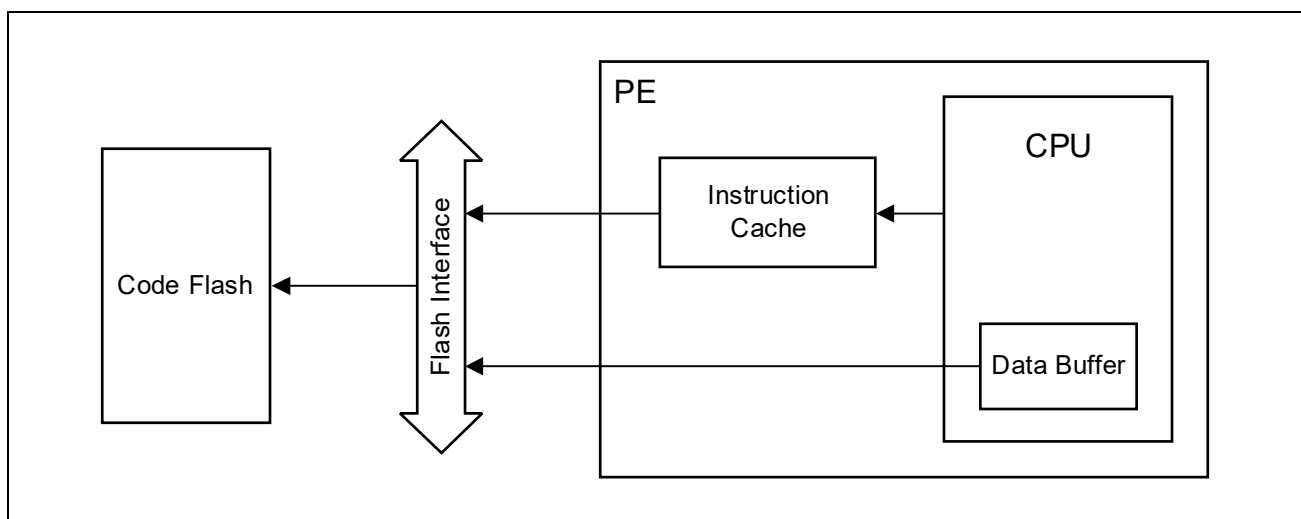 PE
CPU
Instruction
Cache
Code Flash
Flash Interface
Data Buffer